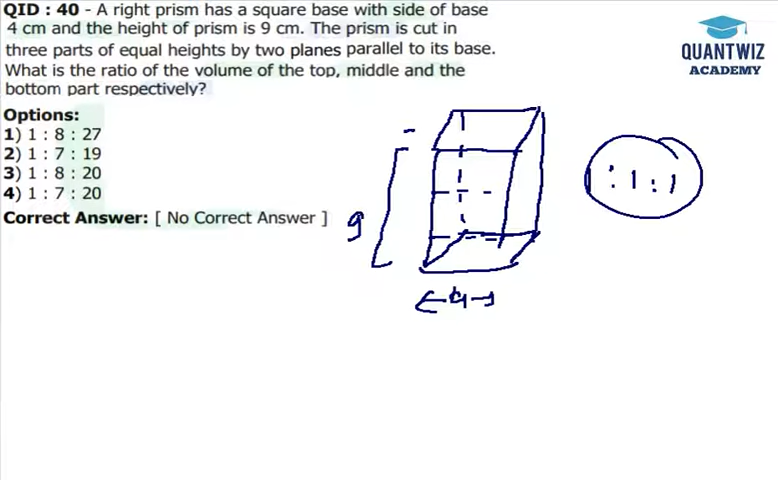 QID : 40 - A right prism has a square base with side of base
4 cm and the height of prism is 9 cm. The prism is cut in
three parts of equal heights by two planes parallel to its base.
What is the ratio of the volume of the top, middle and the
bottom part respectively?
Options:
1) 1 : 8 : 27
2) 1 : 7 : 19
3) 1 : 8 : 20
4) 1 : 7 : 20
Correct Answer: [ No Correct Answer ]
QUANTWIZ
ACADEMY
1 : 1 : 1
9
4